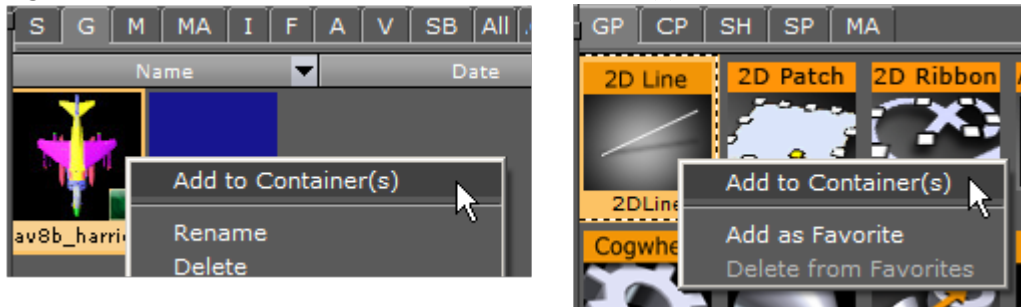 S G M MA I F A V SB All
Name Date
Add to Container(s)
Rename
av8b_harri
Delete
GP CP SH SP MA
2D Line 2D Patch 2D Ribbon
Add to Container(s)
2DLine
Add as Favorite
Cogwhe
Delete from Favorites